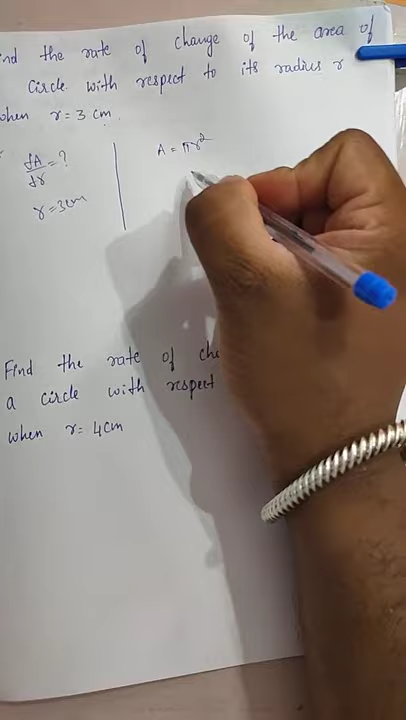 nd the rate of change of the area of
Circle with respect to its radius r
when r = 3 cm.
dA/dr = ?
r = 3cm
A = πr²
Find the rate of cha
a circle with respect
when r = 4cm